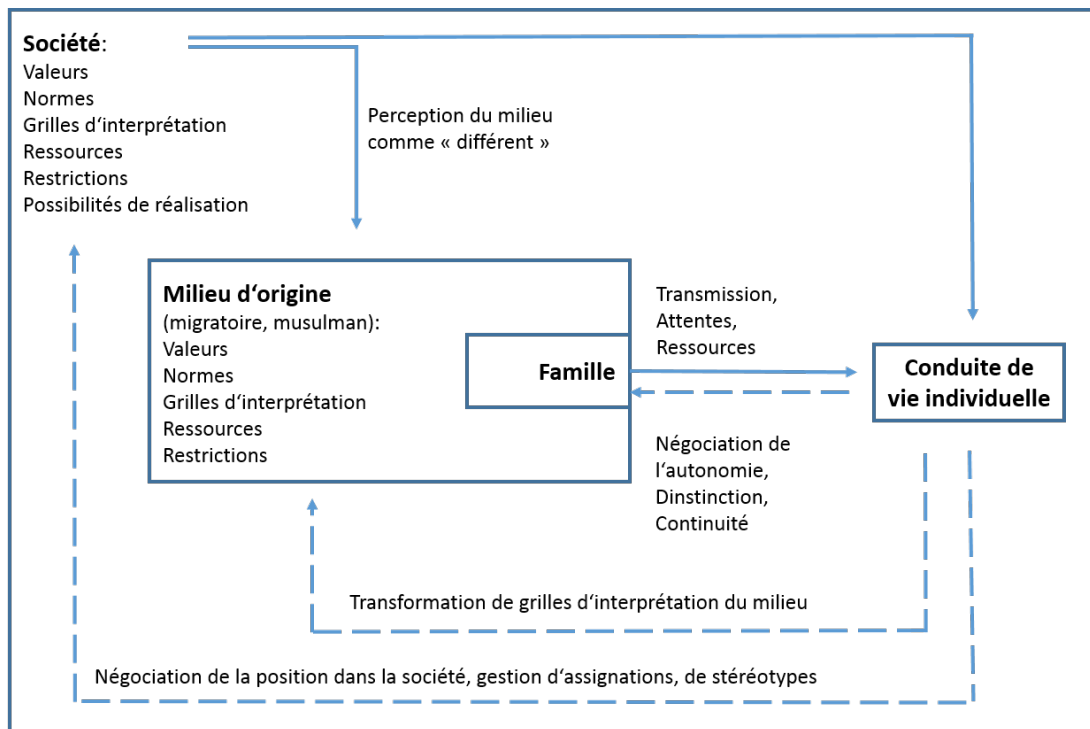 Société:
Valeurs
Normes
Grilles d‘interprétation
Ressources
Restrictions
Possibilités de réalisation
Perception du milieu
comme « différent »
Milieu d‘origine
(migratoire, musulman):
Valeurs
Normes
Grilles d‘interprétation
Ressources
Restrictions
Famille
Transmission,
Attentes,
Ressources
Conduite de
vie individuelle
Négociation de
l‘autonomie,
Dinstinction,
Continuité
Transformation de grilles d‘interprétation du milieu
Négociation de la position dans la société, gestion d‘assignations, de stéréotypes